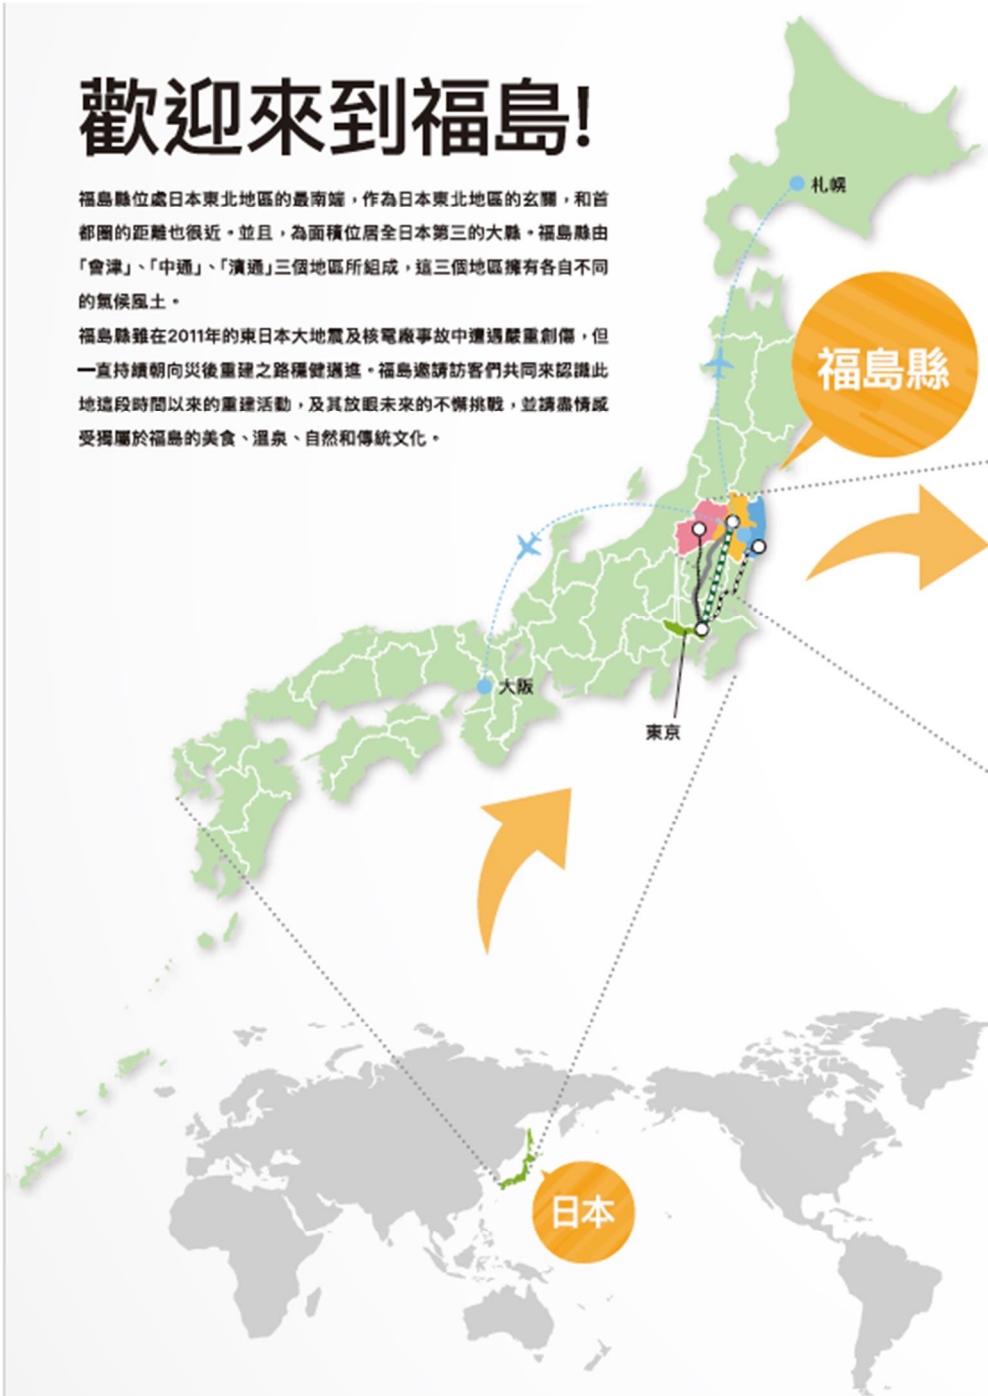 歡迎來到福島!
福島縣位處日本東北地區的最南端，作為日本東北地區的玄關，和首
都圈的距離也很近。並且，為面積位居全日本第三的大縣。福島縣由
「會津」、「中通」、「濱通」三個地區所組成，這三個地區擁有各自不同
的氣候風土。
福島縣雖在2011年的東日本大地震及核電廠事故中遭遇嚴重創傷，但
一直持續朝向災後重建之路穩健邁進。福島邀請訪客們共同來認識此
地這段時間以來的重建活動，及其放眼未來的不懈挑戰，並請盡情感
受獨屬於福島的美食、溫泉、自然和傳統文化。
札幌
福島縣
大阪
東京
日本